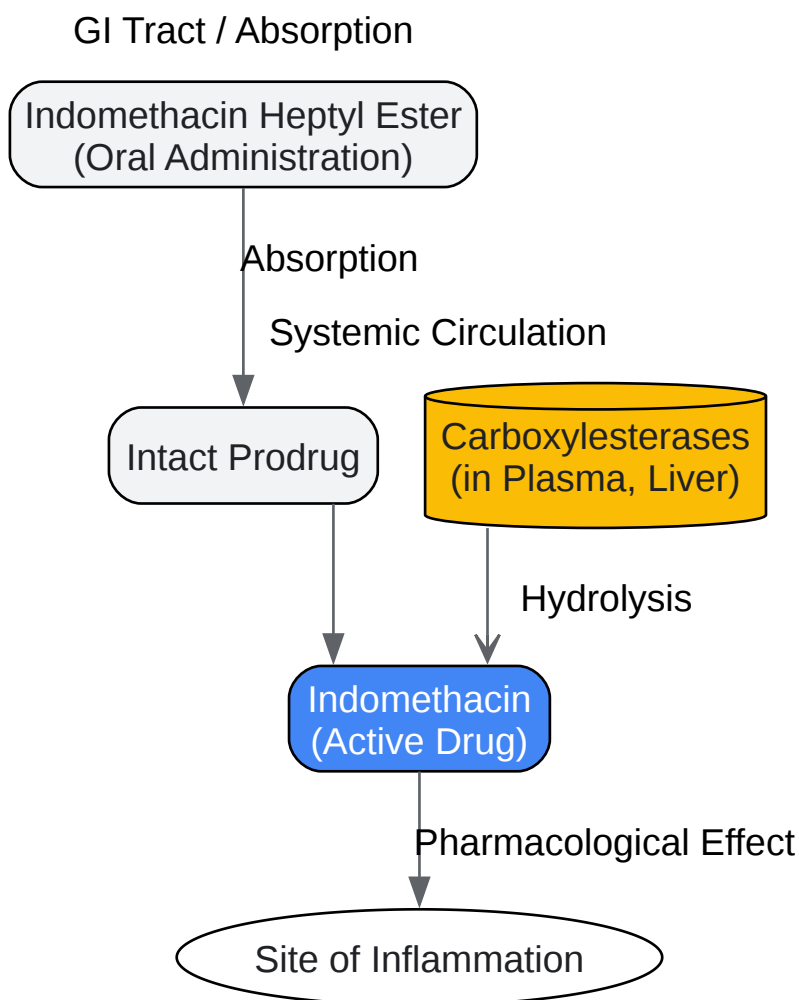 GI Tract / Absorption
Indomethacin Heptyl Ester
(Oral Administration)
Absorption
Systemic Circulation
Intact Prodrug
Carboxylesterases
(in Plasma, Liver)
Hydrolysis
Indomethacin
(Active Drug)
Pharmacological Effect
Site of Inflammation